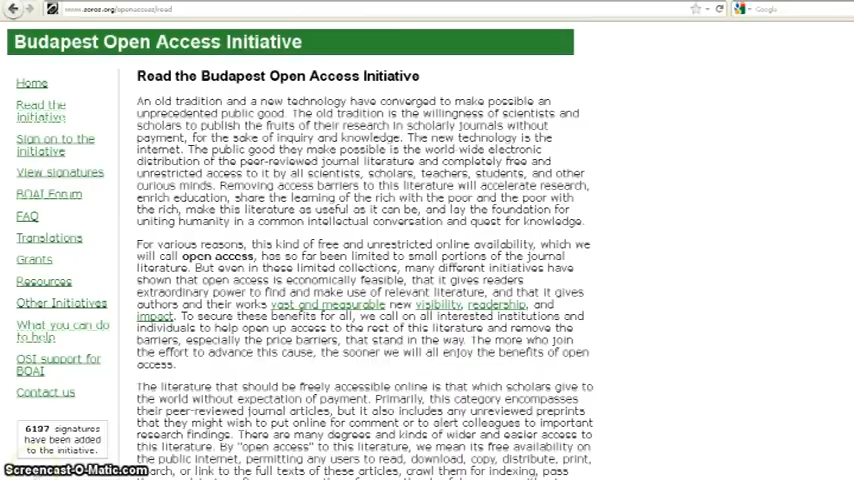 www.soros.org/openaccess/read
Google
Budapest Open Access Initiative
Home
Read the
initiative
Sign on to the
initiative
View signatures
BOAI Forum
FAQ
Translations
Grants
Resources
Other Initiatives
What you can do
to help
OSI support for
BOAI
Contact us
6197 signatures
have been added
to the initiative.
Read the Budapest Open Access Initiative
An old tradition and a new technology have converged to make possible an
unprecedented public good. The old tradition is the willingness of scientists and
scholars to publish the fruits of their research in scholarly journals without
payment, for the sake of inquiry and knowledge. The new technology is the
internet. The public good they make possible is the world-wide electronic
distribution of the peer-reviewed journal literature and completely free and
unrestricted access to it by all scientists, scholars, teachers, students, and other
curious minds. Removing access barriers to this literature will accelerate research,
enrich education, share the learning of the rich with the poor and the poor with
the rich, make this literature as useful as it can be, and lay the foundation for
uniting humanity in a common intellectual conversation and quest for knowledge.
For various reasons, this kind of free and unrestricted online availability, which we
will call open access, has so far been limited to small portions of the journal
literature. But even in these limited collections, many different initiatives have
shown that open access is economically feasible, that it gives readers
extraordinary power to find and make use of relevant literature, and that it gives
authors and their works vast and measurable new visibility, readership, and
impact. To secure these benefits for all, we call on all interested institutions and
individuals to help open up access to the rest of this literature and remove the
barriers, especially the price barriers, that stand in the way. The more who join
the effort to advance this cause, the sooner we will all enjoy the benefits of open
access.
The literature that should be freely accessible online is that which scholars give to
the world without expectation of payment. Primarily, this category encompasses
their peer-reviewed journal articles, but it also includes any unreviewed preprints
that they might wish to put online for comment or to alert colleagues to important
research findings. There are many degrees and kinds of wider and easier access to
this literature. By "open access" to this literature, we mean its free availability on
the public internet, permitting any users to read, download, copy, distribute, print,
search, or link to the full texts of these articles, crawl them for indexing, pass
Screencast-O-Matic.com